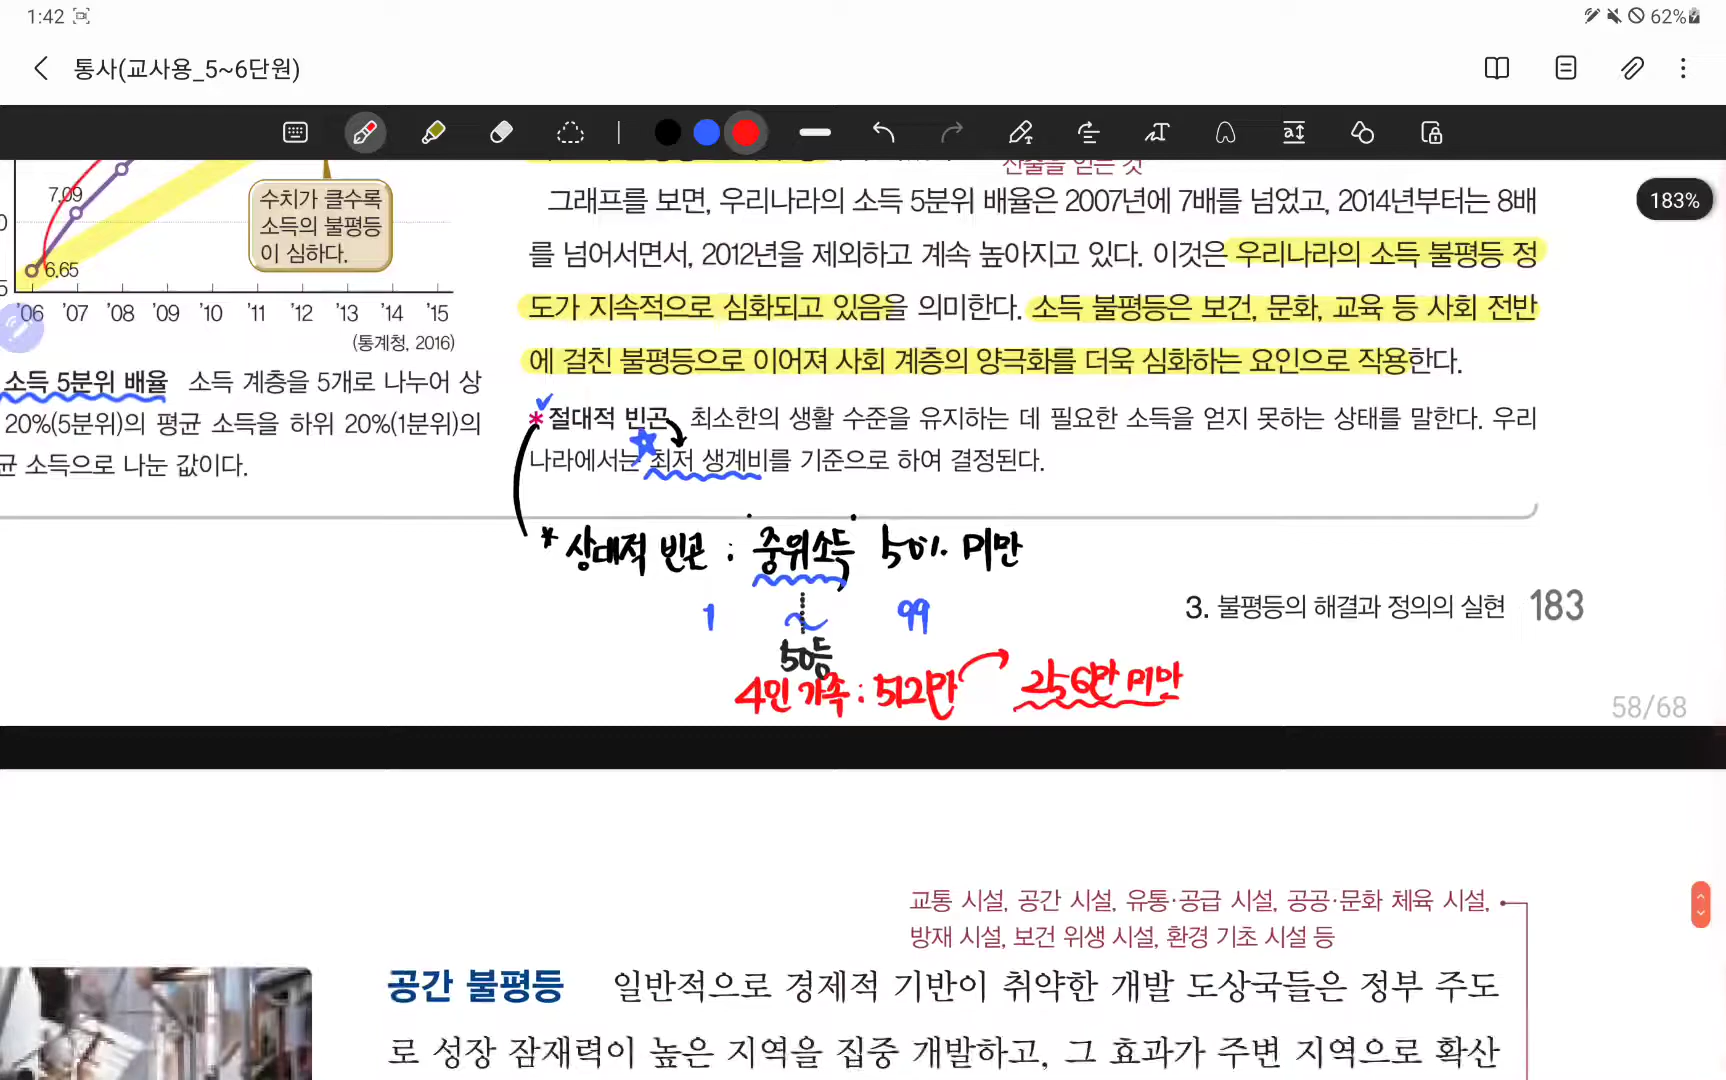 1:42
62%
통사(교사용_5~6단원)
183%
산출을 얻는 것
7.09
수치가 클수록
소득의 불평등
이 심하다.
6.65
0
5
'06 '07 '08 '09 '10 '11 '12 '13 '14 '15
(통계청, 2016)
소득 5분위 배율 소득 계층을 5개로 나누어 상
20%(5분위)의 평균 소득을 하위 20%(1분위)의
균 소득으로 나눈 값이다.
그래프를 보면, 우리나라의 소득 5분위 배율은 2007년에 7배를 넘었고, 2014년부터는 8배
를 넘어서면서, 2012년을 제외하고 계속 높아지고 있다. 이것은 우리나라의 소득 불평등 정
도가 지속적으로 심화되고 있음을 의미한다. 소득 불평등은 보건, 문화, 교육 등 사회 전반
에 걸친 불평등으로 이어져 사회 계층의 양극화를 더욱 심화하는 요인으로 작용한다.
*절대적 빈곤 최소한의 생활 수준을 유지하는 데 필요한 소득을 얻지 못하는 상태를 말한다. 우리
나라에서는 최저 생계비를 기준으로 하여 결정된다.
* 상대적 빈곤 : 중위소득 50% 미만
1 ~ 99
50등
4인 가족 : 512만 256만 미만
3. 불평등의 해결과 정의의 실현 183
58/68
교통 시설, 공간 시설, 유통·공급 시설, 공공·문화 체육 시설,
방재 시설, 보건 위생 시설, 환경 기초 시설 등
공간 불평등 일반적으로 경제적 기반이 취약한 개발 도상국들은 정부 주도
로 성장 잠재력이 높은 지역을 집중 개발하고, 그 효과가 주변 지역으로 확산